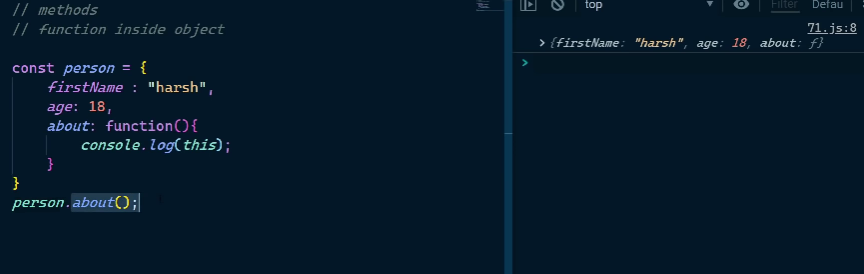 // methods
// function inside object
const person = {
firstName : "harsh",
age: 18,
about: function(){
console.log(this);
}
}
person.about();
top
Filter
Defau
71.js:8
{firstName: "harsh", age: 18, about: ƒ}